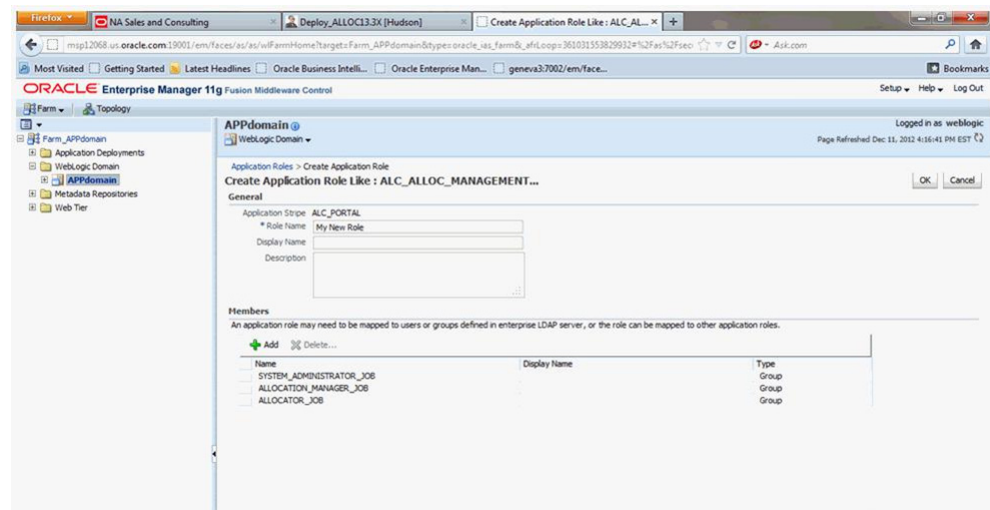 Firefox
NA Sales and Consulting
Deploy_ALLOC13.3X [Hudson]
Create Application Role Like : ALC_AL...
msp12068.us.oracle.com:19001/em/faces/as/as/wlFarmHome?target=Farm_APPdomain&type=oracle_ias_farm&_afrLoop=361031553829932#%2Fas%2Fseo
Ask.com
Most Visited Getting Started Latest Headlines Oracle Business Intelli... Oracle Enterprise Man... geneva3:7002/em/face... Bookmarks
ORACLE Enterprise Manager 11g Fusion Middleware Control Setup Help Log Out
Farm Topology
Farm_APPdomain
Application Deployments
WebLogic Domain
APPdomain
Metadata Repositories
Web Tier
APPdomain Logged in as weblogic
WebLogic Domain Page Refreshed Dec 11, 2012 4:16:41 PM EST
Application Roles > Create Application Role
Create Application Role Like : ALC_ALLOC_MANAGEMENT... OK Cancel
General
Application Stripe ALC_PORTAL
* Role Name My New Role
Display Name
Description
Members
An application role may need to be mapped to users or groups defined in enterprise LDAP server, or the role can be mapped to other application roles.
Add Delete...
Name Display Name Type
SYSTEM_ADMINISTRATOR_JOB Group
ALLOCATION_MANAGER_JOB Group
ALLOCATOR_JOB Group